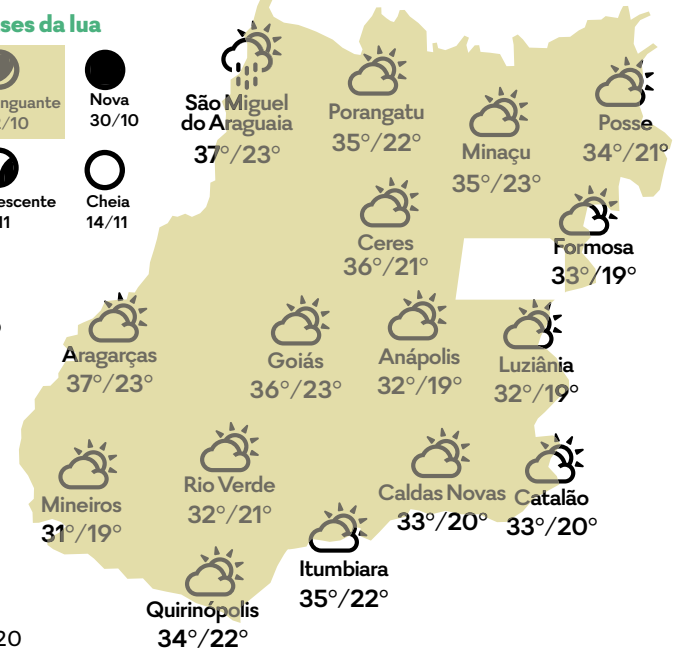 ses da lua
nguante
/10
Nova
30/10
escente
11
Cheia
14/11
São Miguel
do Araguaia
37°/23°
Porangatu
35°/22°
Minaçu
35°/23°
Posse
34°/21°
Ceres
36°/21°
Formosa
33°/19°
Aragarças
37°/23°
Goiás
36°/23°
Anápolis
32°/19°
Luziânia
32°/19°
Mineiros
31°/19°
Rio Verde
32°/21°
Caldas Novas
33°/20°
Catalão
33°/20°
Itumbiara
35°/22°
Quirinópolis
34°/22°
20